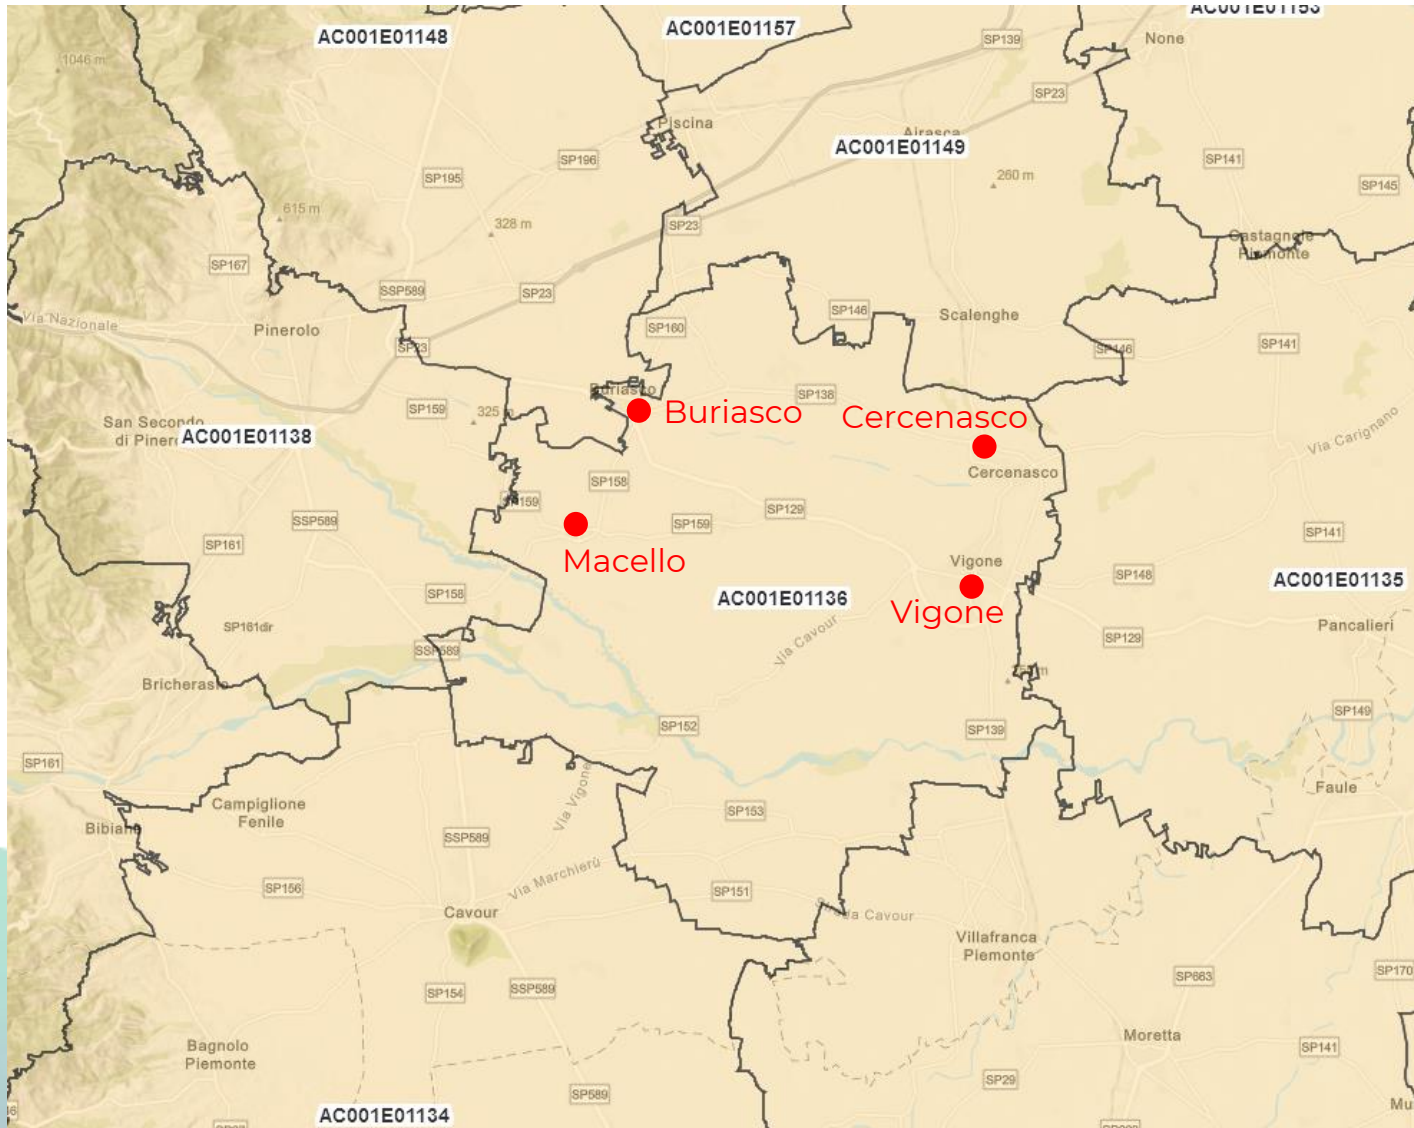 AC001E01153
AC001E01148
AC001E01157
SP139
None
1046 m
SP23
Piscina
Airasca
AC001E01149
SP196
SP141
SP195
260 m
SP145
615 m
328 m
SP23
Castagnole
Piemonte
SP167
SSP589
SP23
Via Nazionale
Pinerolo
SP160
SP146
Scalenghe
SP141
SP23
SP146
Buriasco
SP138
SP159
325 m
Buriasco
Cercenasco
Via Carignano
San Secondo
di Pinerolo
AC001E01138
Cercenasco
SP158
SP159
SP129
SSP589
SP159
SP141
SP161
Macello
Vigone
SP148
AC001E01135
SP158
AC001E01136
Vigone
SP161dir
Via Cavour
SP129
Pancalieri
SSP589
Bricherasio
SP149
SP152
SP139
SP161
Via Vigone
Faule
Campiglione
Fenile
SP153
Bibiana
SSP589
Via Marchierù
SP156
SP151
Cavour
Strada Cavour
Villafranca
Piemonte
SP663
SP170
SP154
SSP589
Bagnolo
Piemonte
Moretta
SP141
SP29
SP589
AC001E01134